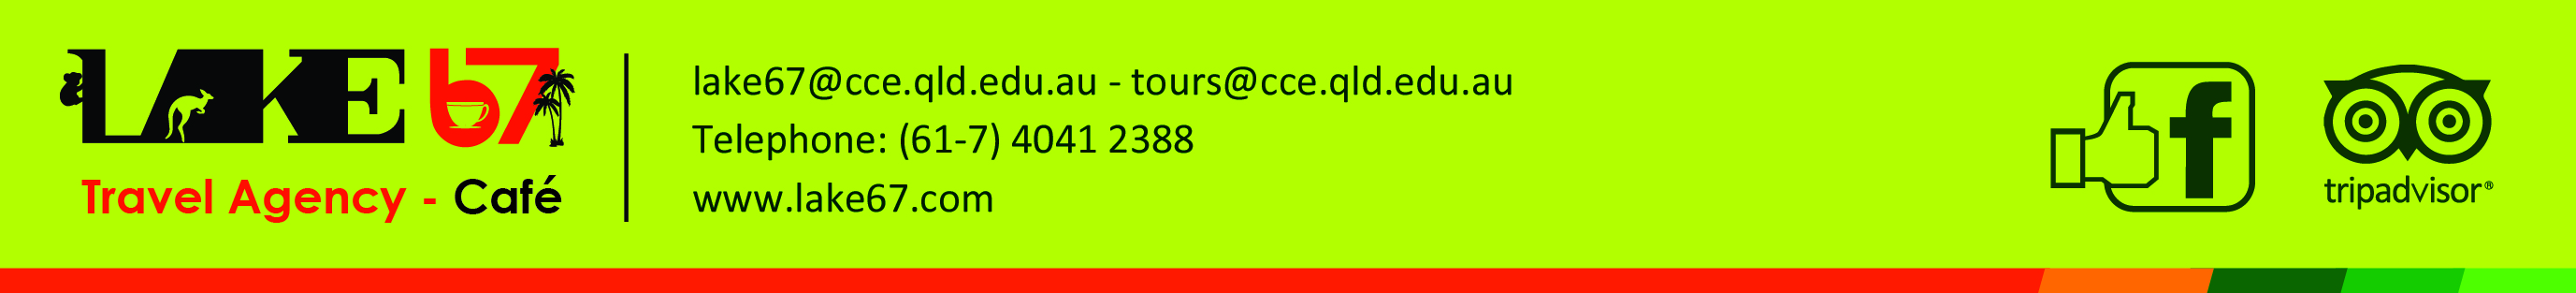 LAKE 67
Travel Agency - Café
lake67@cce.qld.edu.au - tours@cce.qld.edu.au
Telephone: (61-7) 4041 2388
www.lake67.com
f
tripadvisor®